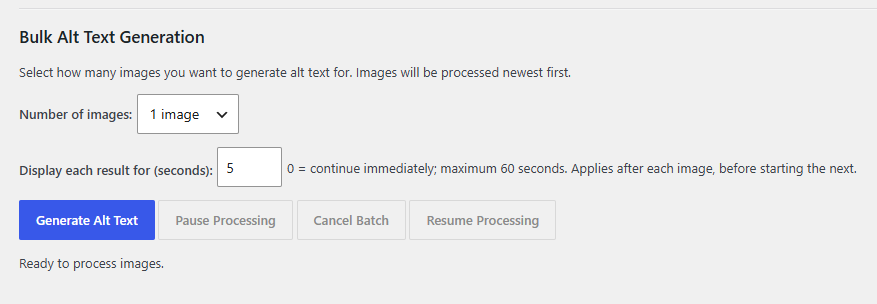 Bulk Alt Text Generation
Select how many images you want to generate alt text for. Images will be processed newest first.
Number of images: 1 image
Display each result for (seconds): 5 0 = continue immediately; maximum 60 seconds. Applies after each image, before starting the next.
Generate Alt Text Pause Processing Cancel Batch Resume Processing
Ready to process images.